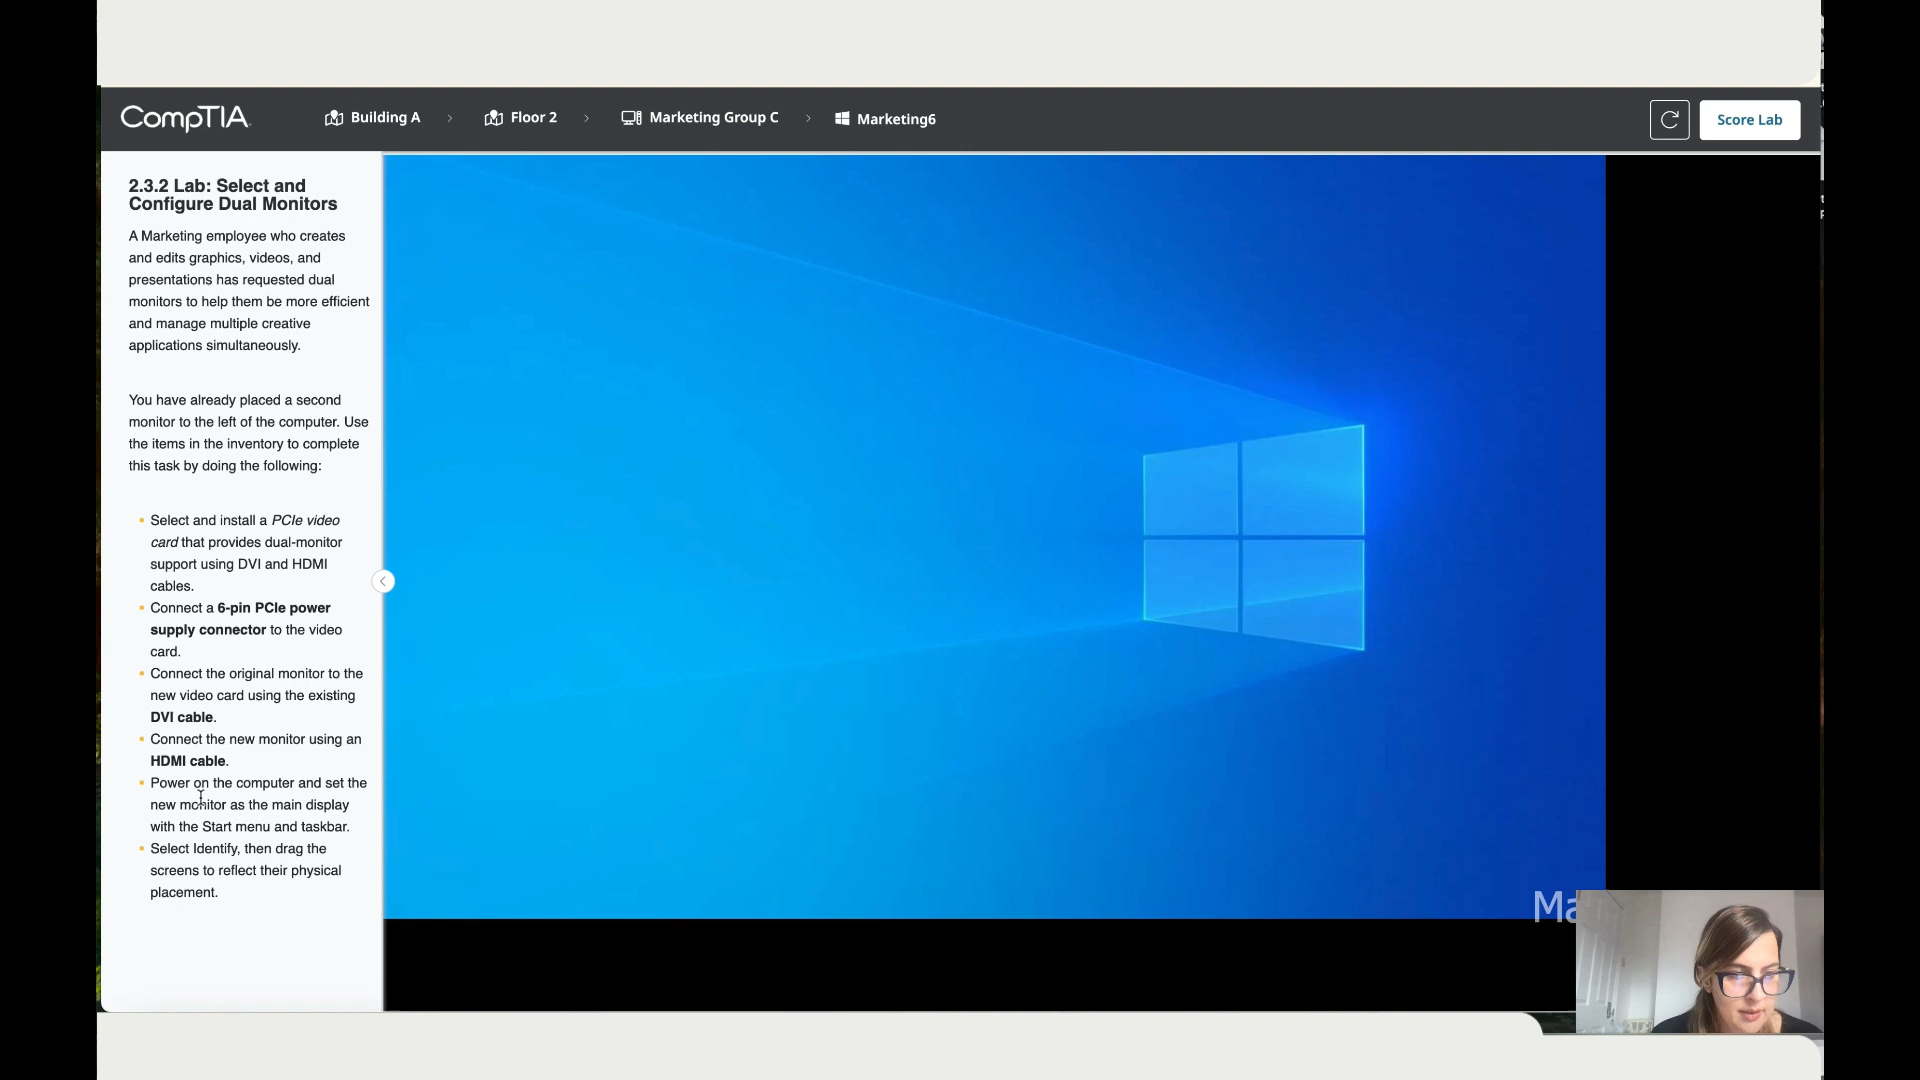 CompTIA.
Building A
Floor 2
Marketing Group C
Marketing6
Score Lab
2.3.2 Lab: Select and
Configure Dual Monitors
A Marketing employee who creates
and edits graphics, videos, and
presentations has requested dual
monitors to help them be more efficient
and manage multiple creative
applications simultaneously.
You have already placed a second
monitor to the left of the computer. Use
the items in the inventory to complete
this task by doing the following:
Select and install a PCIe video
card that provides dual-monitor
support using DVI and HDMI
cables.
Connect a 6-pin PCIe power
supply connector to the video
card.
Connect the original monitor to the
new video card using the existing
DVI cable.
Connect the new monitor using an
HDMI cable.
Power on the computer and set the
new monitor as the main display
with the Start menu and taskbar.
Select Identify, then drag the
screens to reflect their physical
placement.
Ma